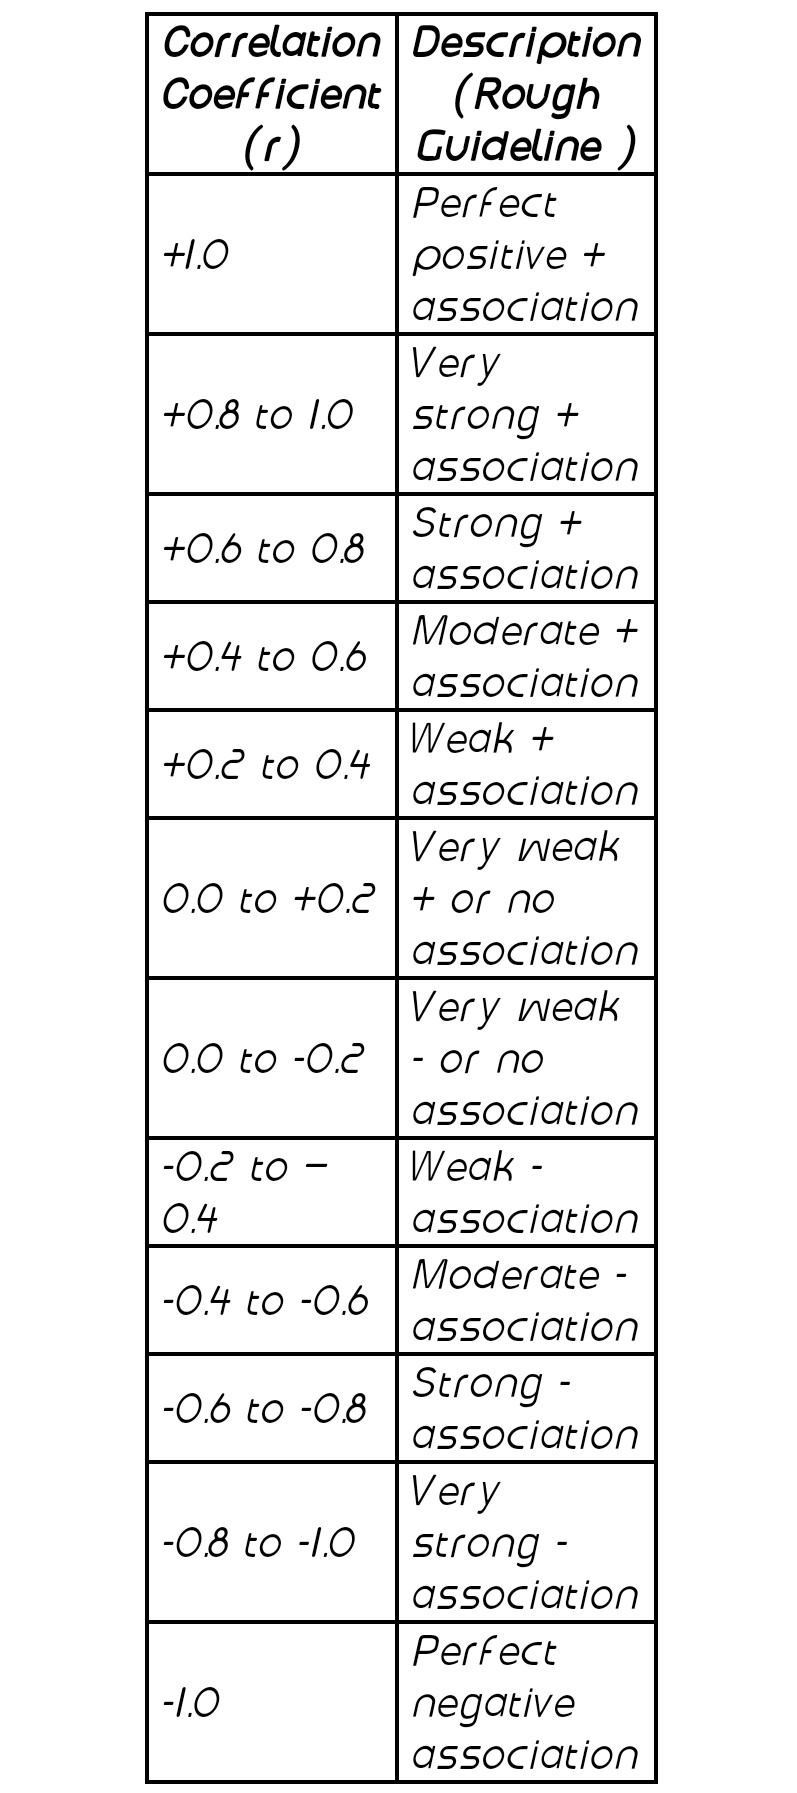 Correlation
Coefficient
(r)
Description
(Rough
Guideline )
+1.0
Perfect
positive +
association
+0.8 to 1.0
Very
strong +
association
+0.6 to 0.8
Strong +
association
+0.4 to 0.6
Moderate +
association
+0.2 to 0.4
Weak +
association
0.0 to +0.2
Very weak
+ or no
association
0.0 to -0.2
Very weak
- or no
association
-0.2 to –
0.4
Weak -
association
-0.4 to -0.6
Moderate -
association
-0.6 to -0.8
Strong -
association
-0.8 to -1.0
Very
strong -
association
-1.0
Perfect
negative
association